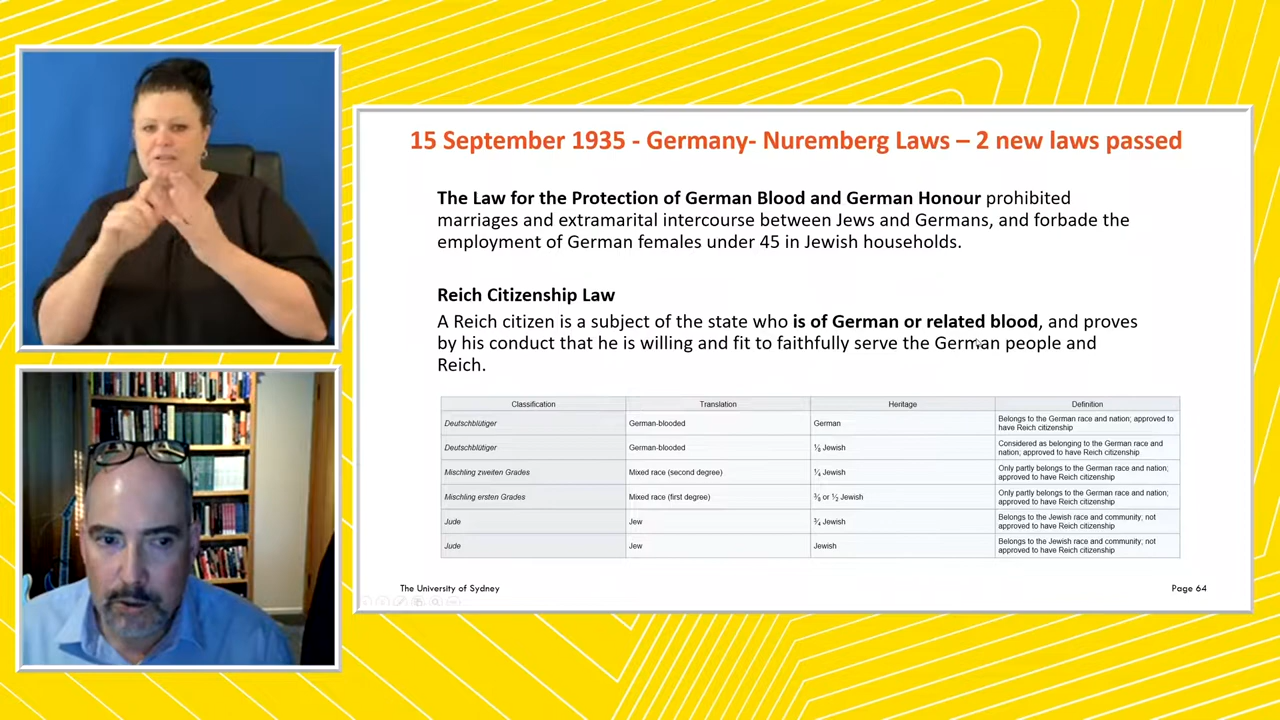 15 September 1935 - Germany- Nuremberg Laws – 2 new laws passed
The Law for the Protection of German Blood and German Honour prohibited
marriages and extramarital intercourse between Jews and Germans, and forbade the
employment of German females under 45 in Jewish households.
Reich Citizenship Law
A Reich citizen is a subject of the state who is of German or related blood, and proves
by his conduct that he is willing and fit to faithfully serve the German people and
Reich.
Classification Translation Heritage Definition
Deutschblütiger German-blooded German Belongs to the German race and nation; approved to
have Reich citizenship
Deutschblütiger German-blooded ⅛ Jewish Considered as belonging to the German race and
nation; approved to have Reich citizenship
Mischling zweiten Grades Mixed race (second degree) ¼ Jewish Only partly belongs to the German race and nation;
approved to have Reich citizenship
Mischling ersten Grades Mixed race (first degree) ⅜ or ½ Jewish Only partly belongs to the German race and nation;
approved to have Reich citizenship
Jude Jew ¾ Jewish Belongs to the Jewish race and community; not
approved to have Reich citizenship
Jude Jew Jewish Belongs to the Jewish race and community; not
approved to have Reich citizenship
The University of Sydney Page 64